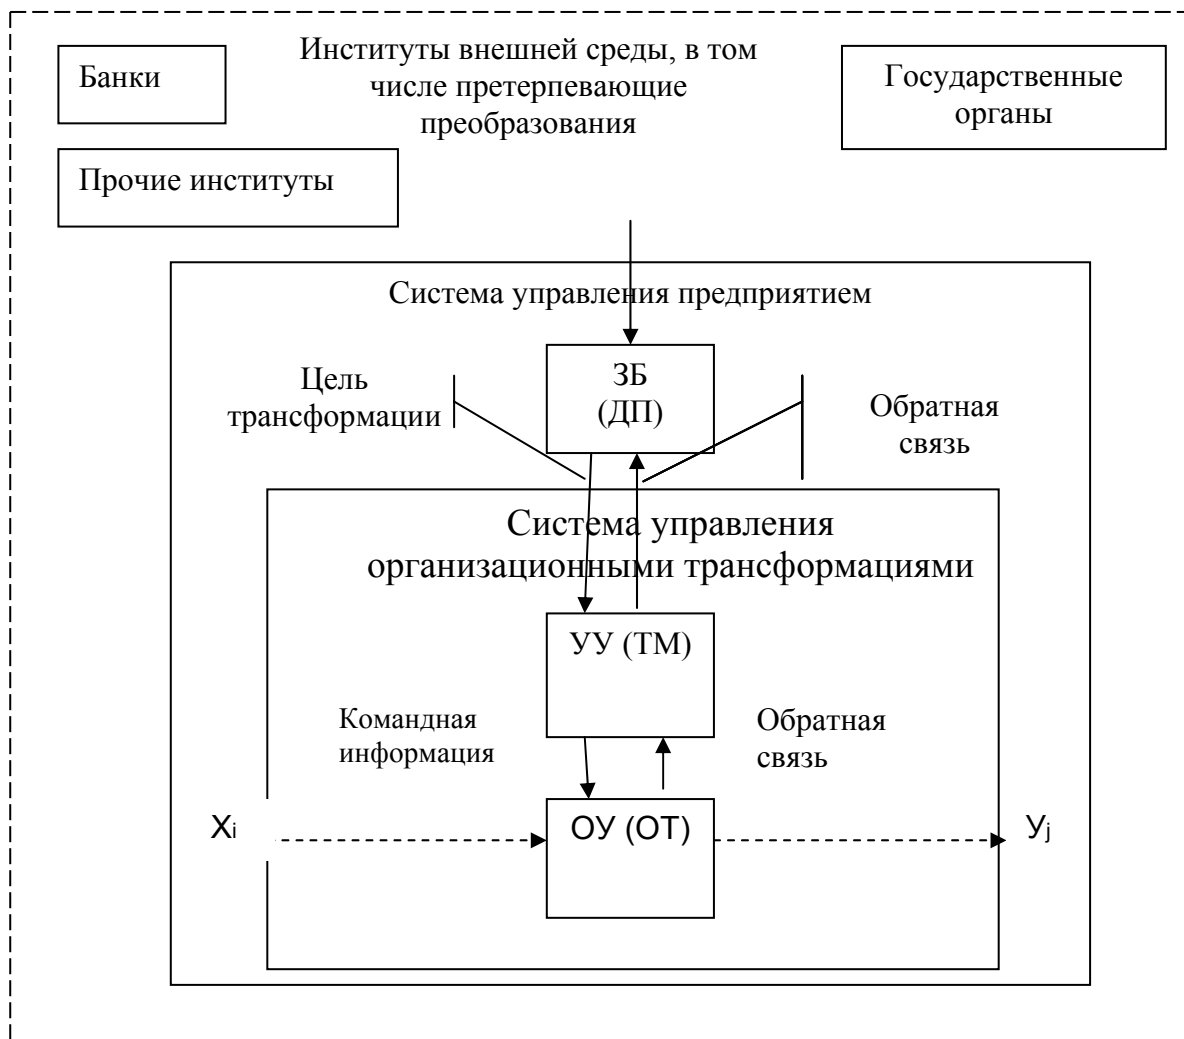 Институты внешней среды, в том
числе претерпевающие
преобразования
Банки
Государственные
органы
Прочие институты
Система управления предприятием
Цель
трансформации
ЗБ
(ДП)
Обратная
связь
Система управления
организационными трансформациями
УУ (ТМ)
Командная
информация
Обратная
связь
Xi
ОУ (ОТ)
Уj